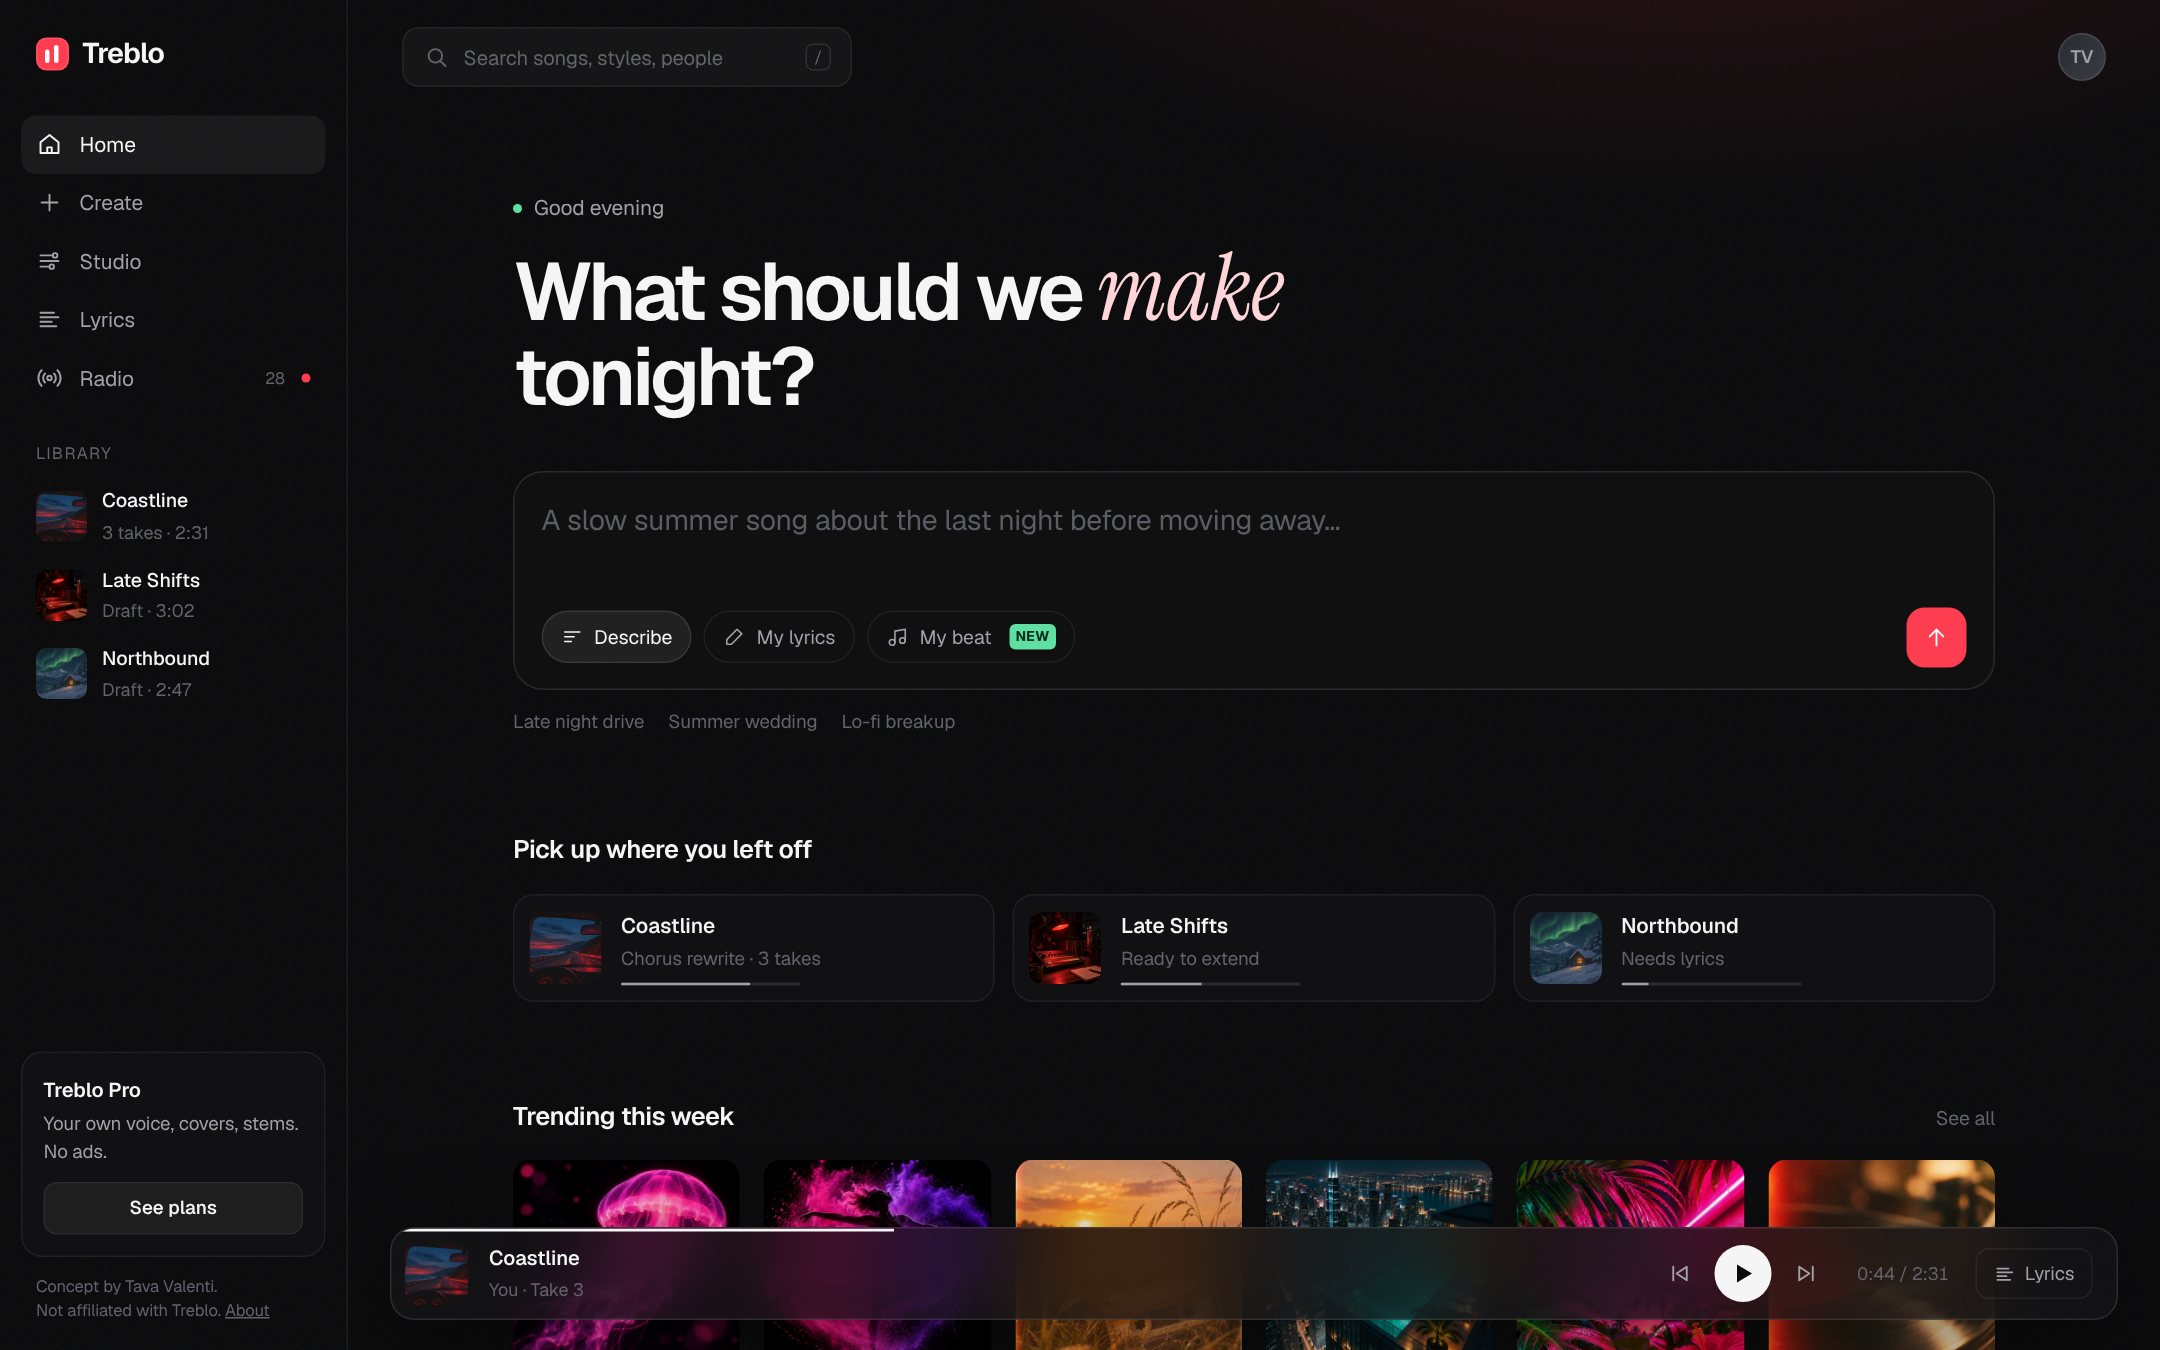 Treblo
Search songs, styles, people
/
TV
Home
Create
Studio
Lyrics
Radio
28
LIBRARY
Coastline
3 takes · 2:31
Late Shifts
Draft · 3:02
Northbound
Draft · 2:47
Treblo Pro
Your own voice, covers, stems.
No ads.
See plans
Concept by Tava Valenti.
Not affiliated with Treblo. About
Good evening
What should we make
tonight?
A slow summer song about the last night before moving away...
Describe
My lyrics
My beat NEW
Late night drive
Summer wedding
Lo-fi breakup
Pick up where you left off
Coastline
Chorus rewrite · 3 takes
Late Shifts
Ready to extend
Northbound
Needs lyrics
Trending this week
See all
Coastline
You · Take 3
0:44 / 2:31
Lyrics